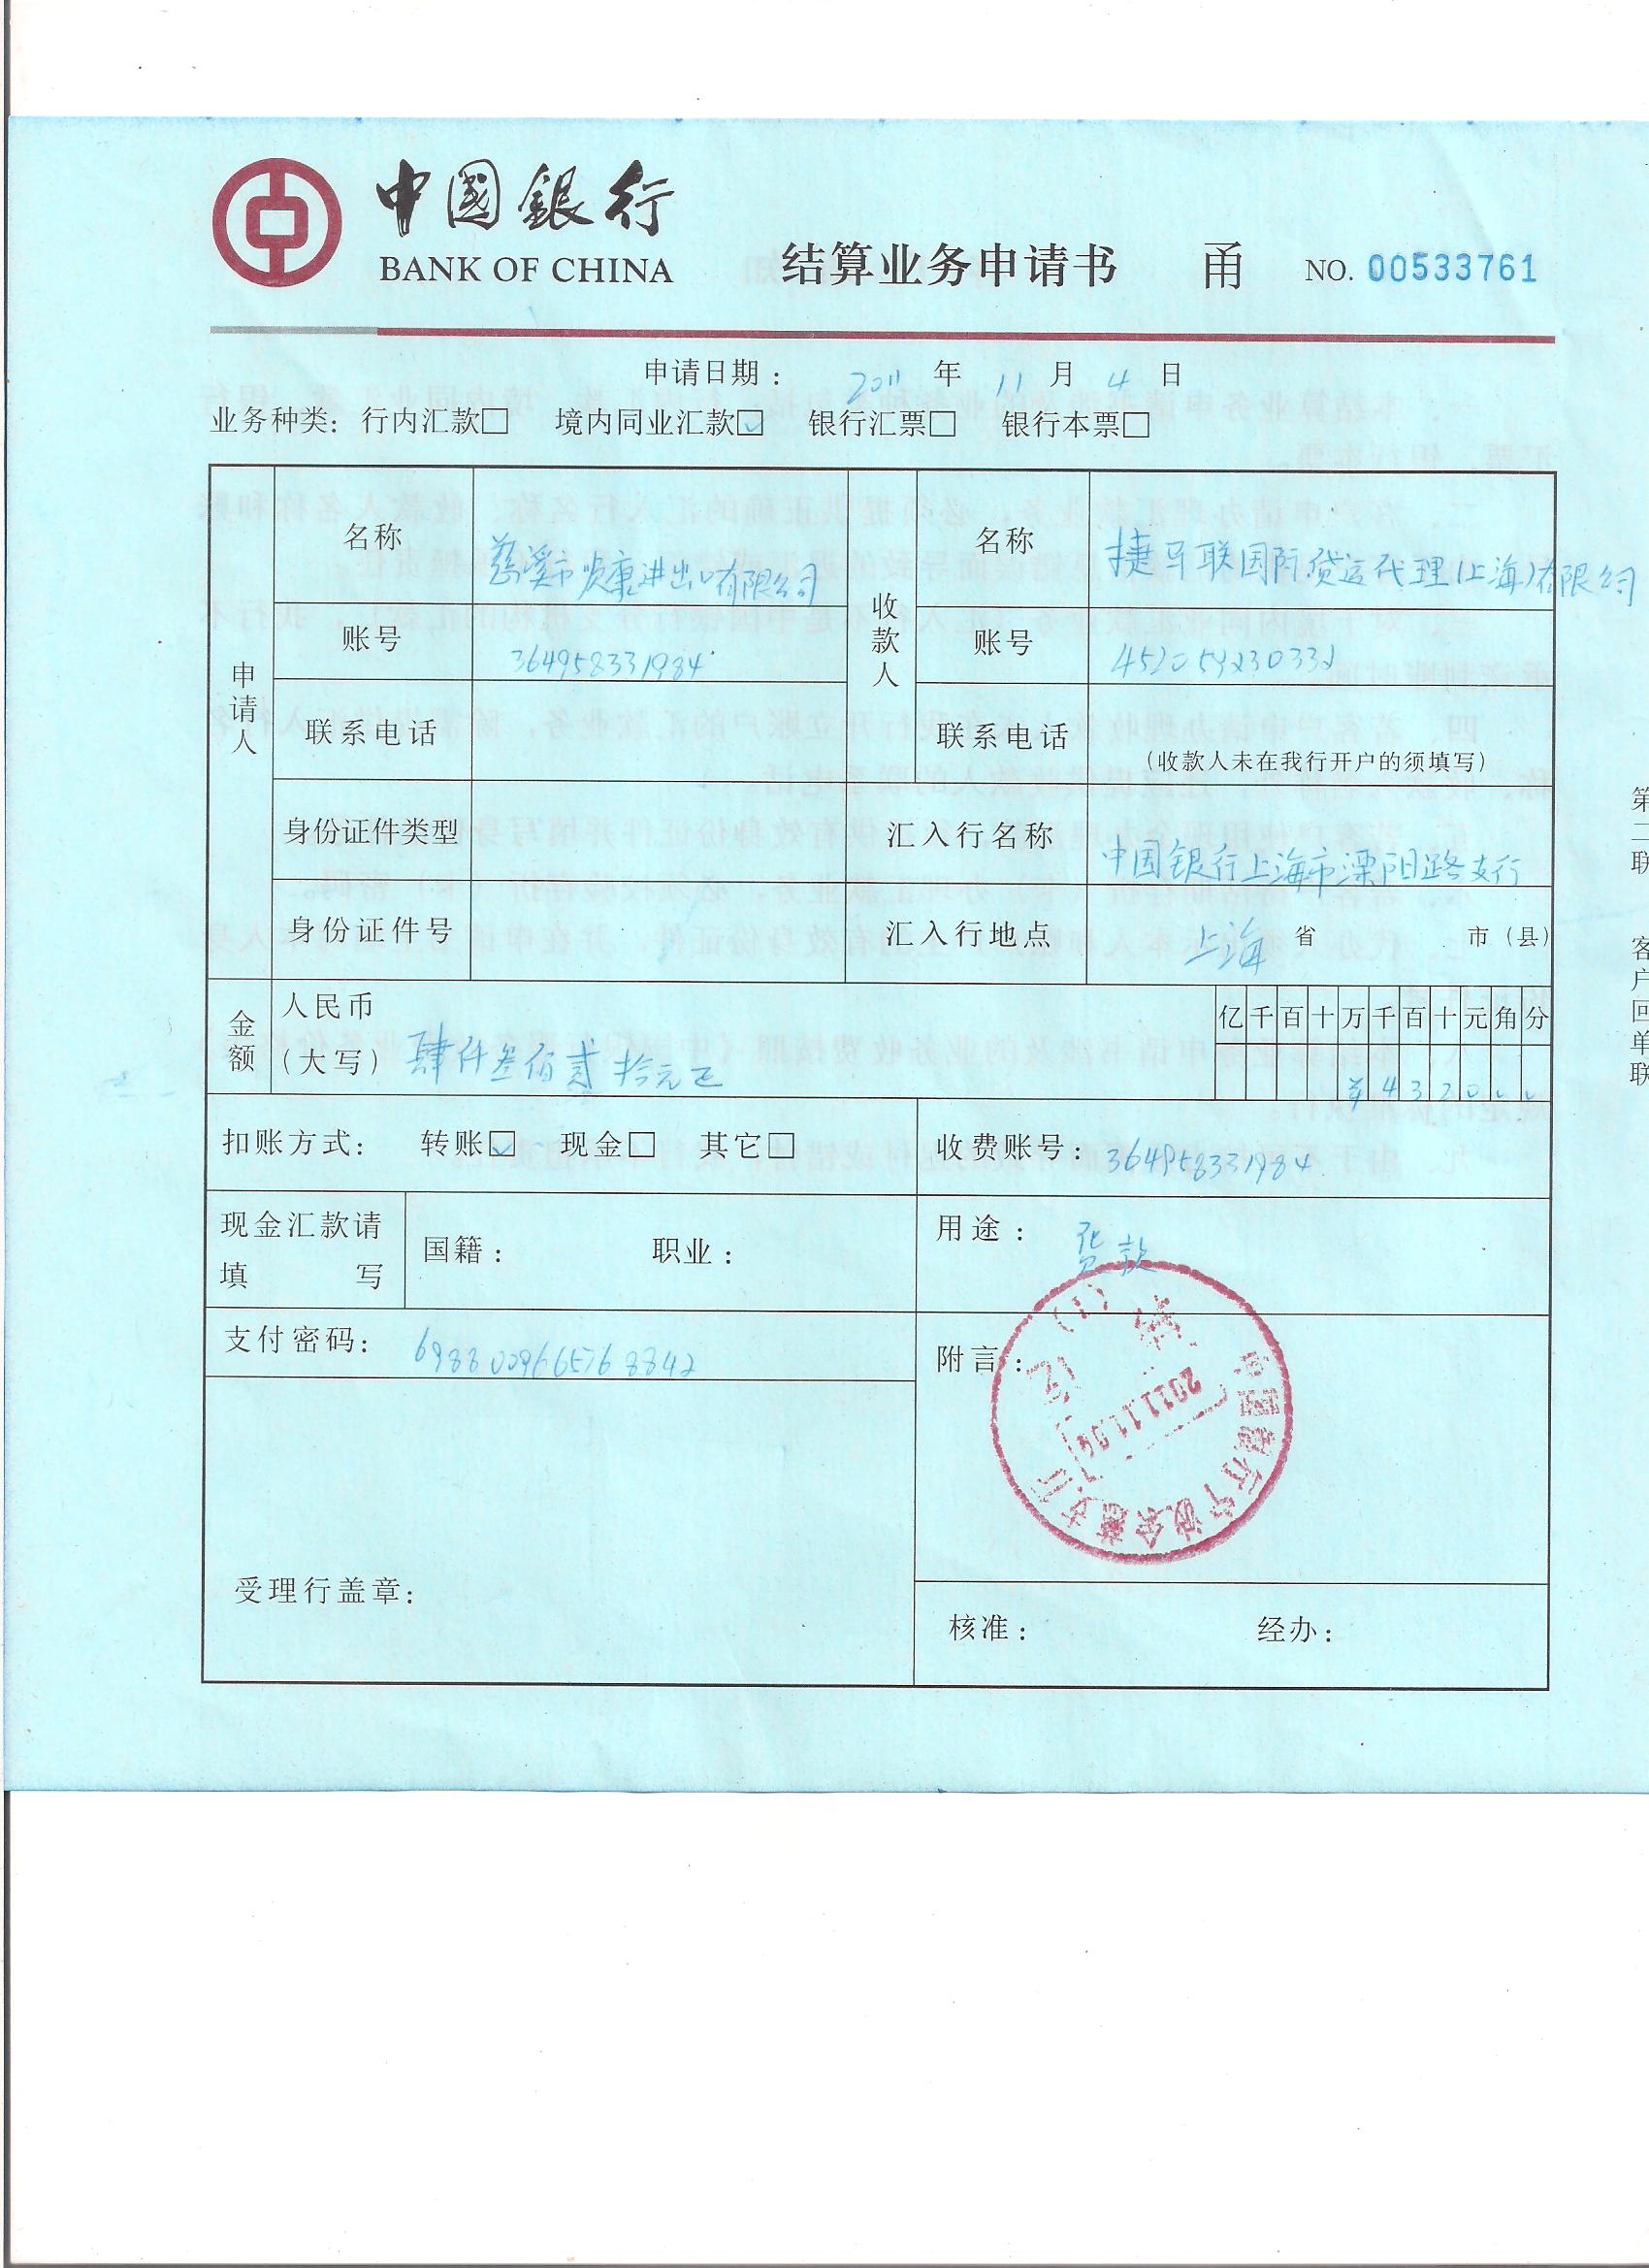 中國銀行
BANK OF CHINA 结算业务申请书 甬 NO. 00533761
申请日期： 2011 年 11 月 4 日
业务种类：行内汇款□ 境内同业汇款☑ 银行汇票□ 银行本票□
申请人
名称 慈溪市 康进出口有限公司
账号 364958331984
联系电话
身份证件类型
身份证件号
收款人
名称 捷马联国际货运代理(上海)有限公司
账号 452059230332
联系电话 （收款人未在我行开户的须填写）
汇入行名称 中国银行上海市溧阳路支行
汇入行地点 上海 省 市（县）
金额 人民币（大写） 肆仟叁佰贰拾元正
亿千百十万千百十元角分
¥432000
扣账方式： 转账☑ 现金□ 其它□ 收费账号：364958331984
现金汇款请填写 国籍： 职业： 用途： 货款
支付密码： 6988009665768842
附言：
中国银行宁波余慈支行
2011.11.04
受理行盖章：
核准： 经办：
第二联 客户回单联